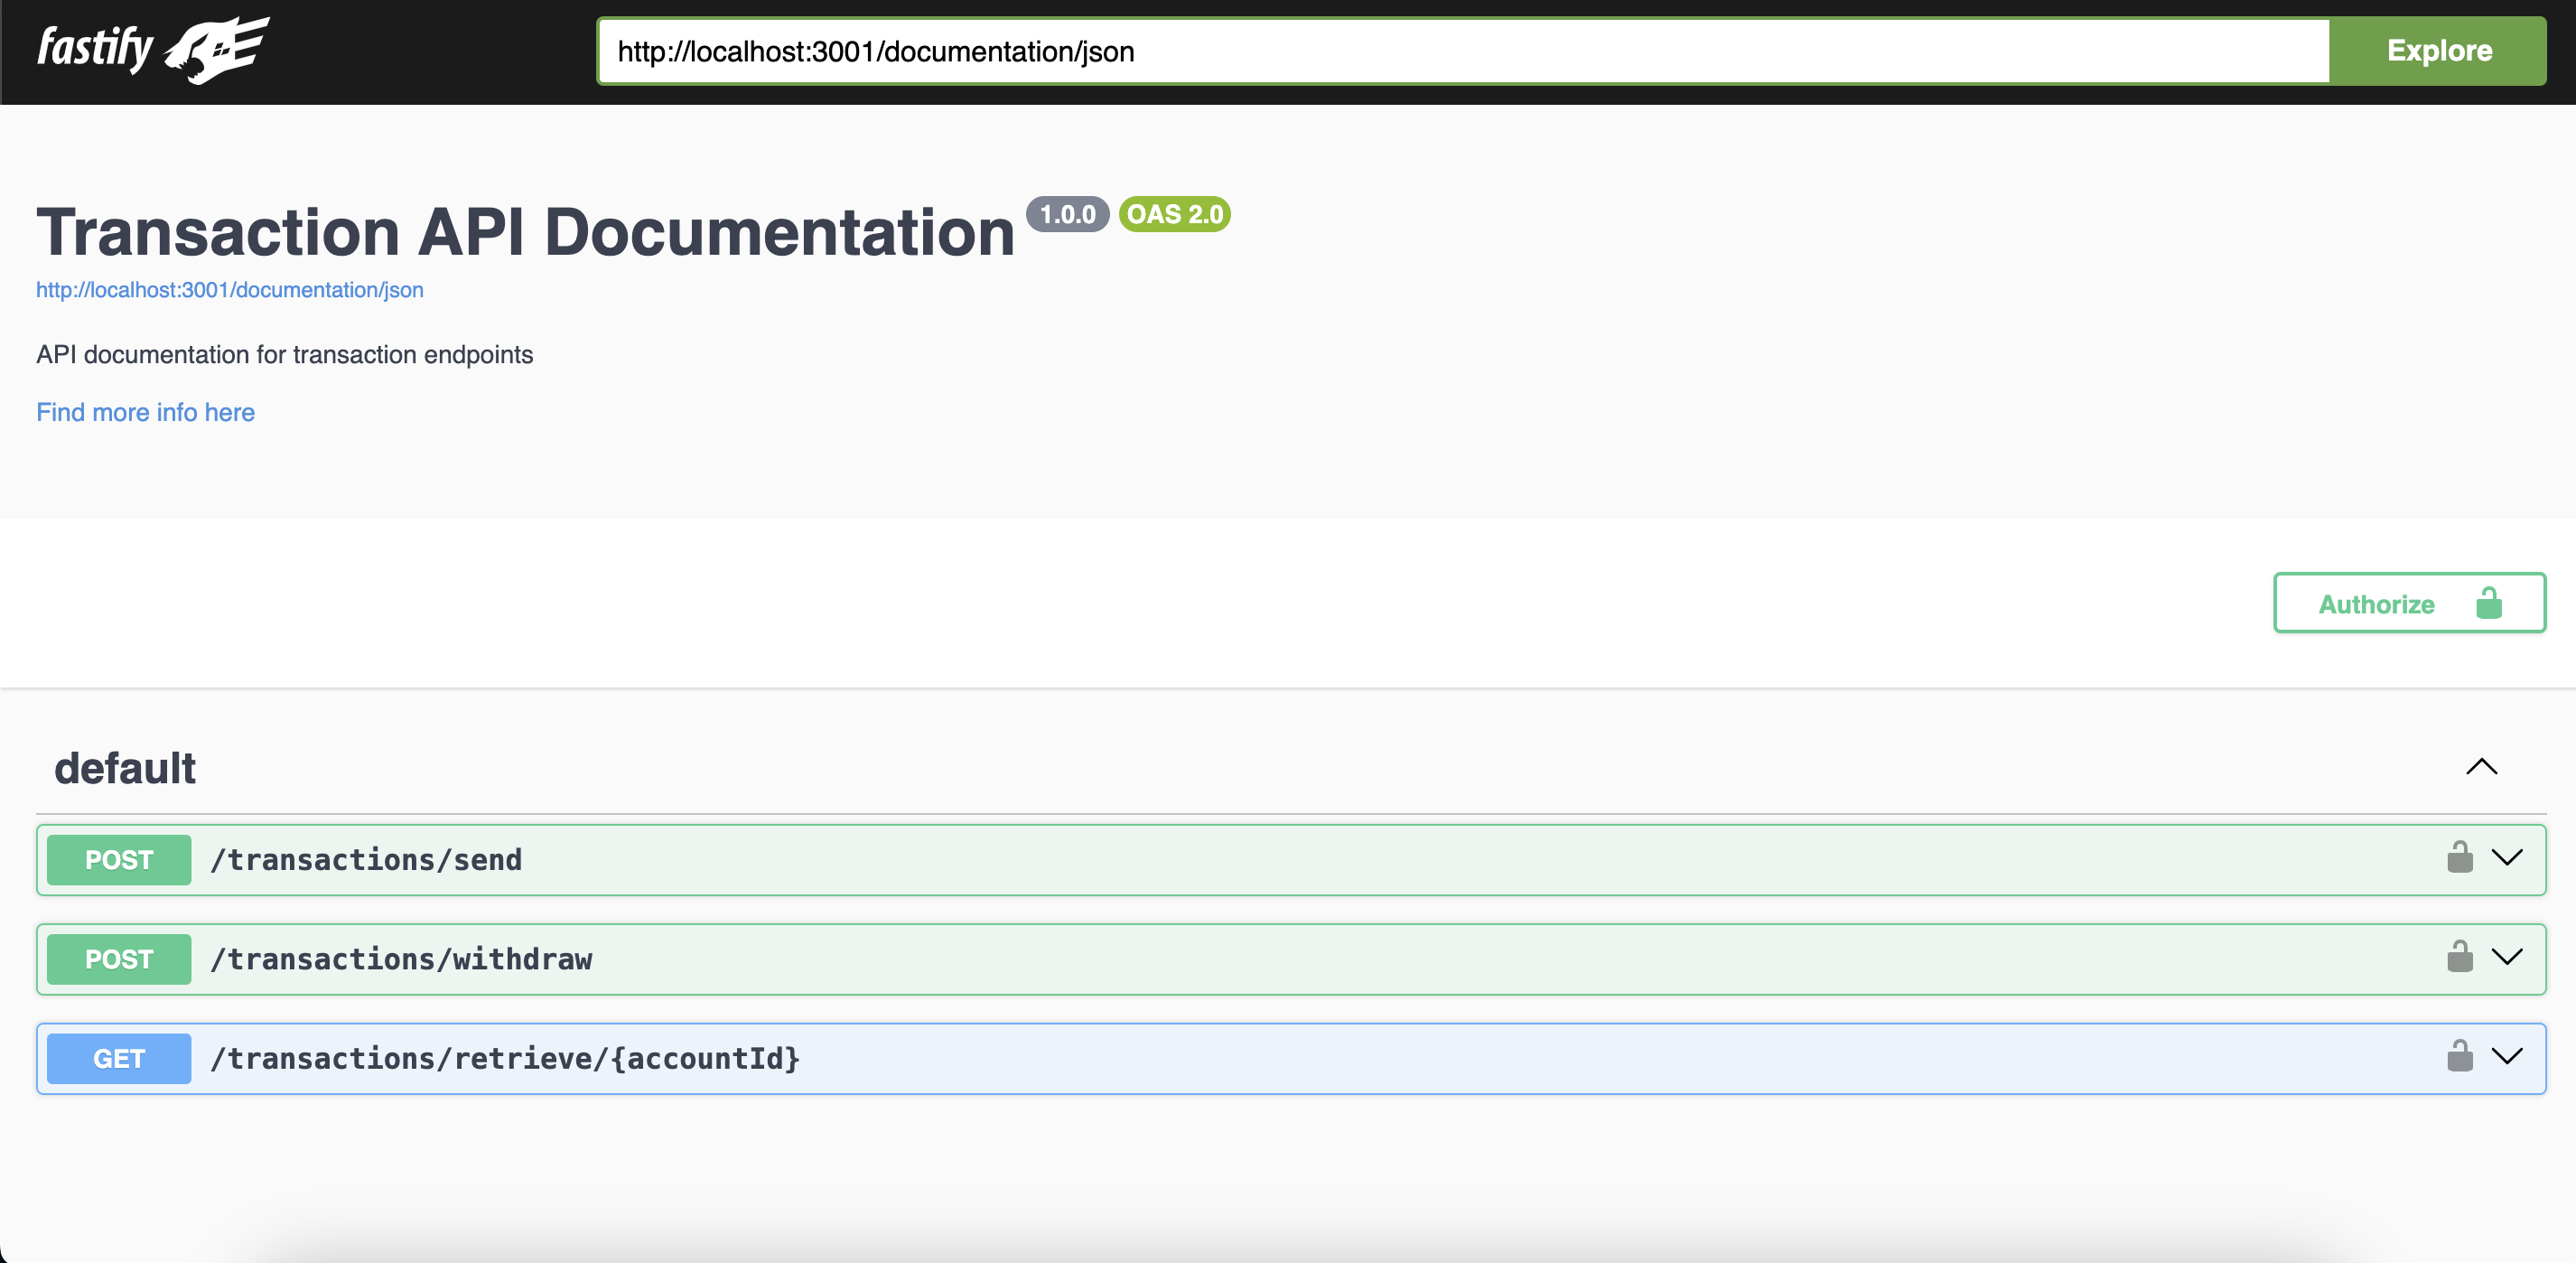 fastify
http://localhost:3001/documentation/json
Explore
Transaction API Documentation 1.0.0 OAS 2.0
http://localhost:3001/documentation/json
API documentation for transaction endpoints
Find more info here
Authorize
default
POST /transactions/send
POST /transactions/withdraw
GET /transactions/retrieve/{accountId}